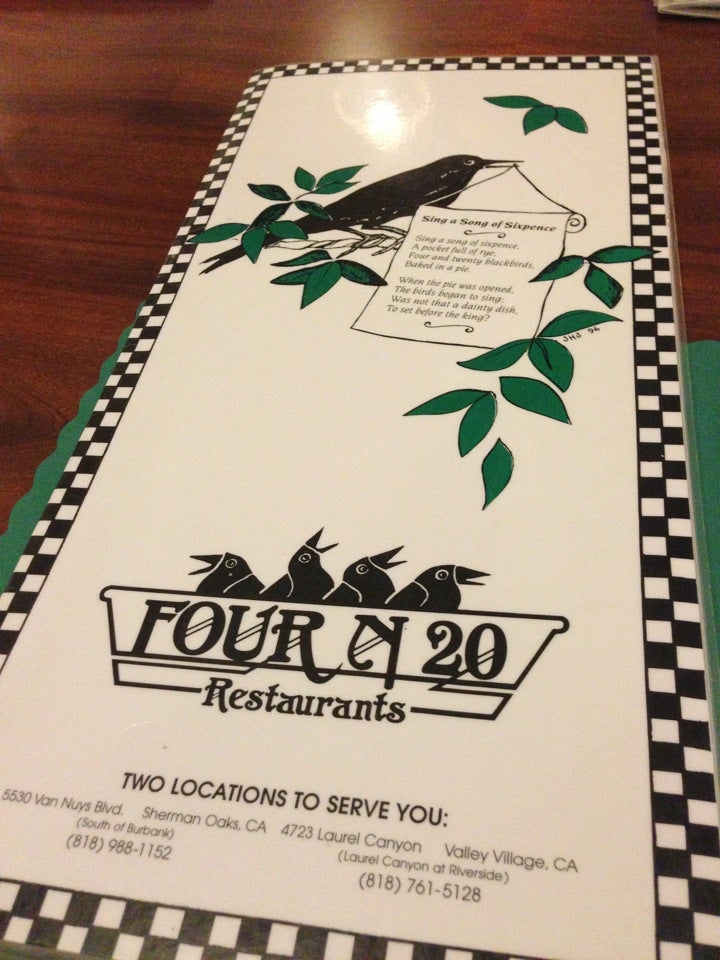 Sing a Song of Sixpence
Sing a song of sixpence,
A pocket full of rye,
Four and twenty blackbirds,
Baked in a pie.
When the pie was opened,
The birds began to sing;
Was not that a dainty dish,
To set before the king?
SHS 96
FOUR N 20
Restaurants
TWO LOCATIONS TO SERVE YOU:
5530 Van Nuys Blvd. Sherman Oaks, CA
(South of Burbank)
(818) 988-1152
4723 Laurel Canyon Valley Village, CA
(Laurel Canyon at Riverside)
(818) 761-5128